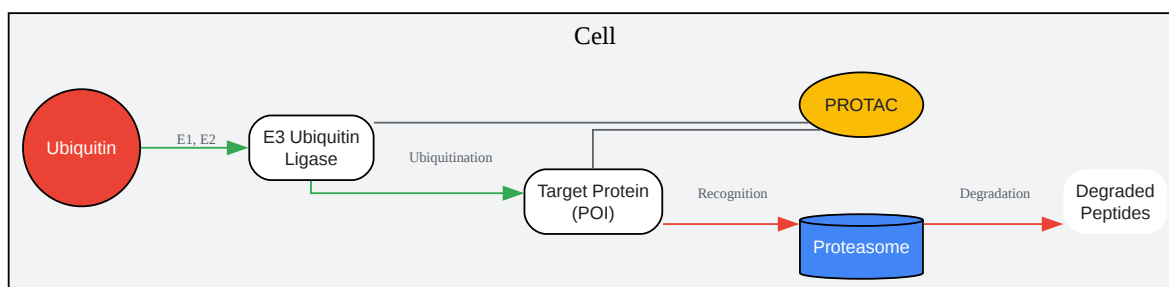 Cell
PROTAC
Ubiquitin
E1, E2
E3 Ubiquitin
Ligase
Ubiquitination
Target Protein
(POI)
Recognition
Proteasome
Degradation
Degraded
Peptides